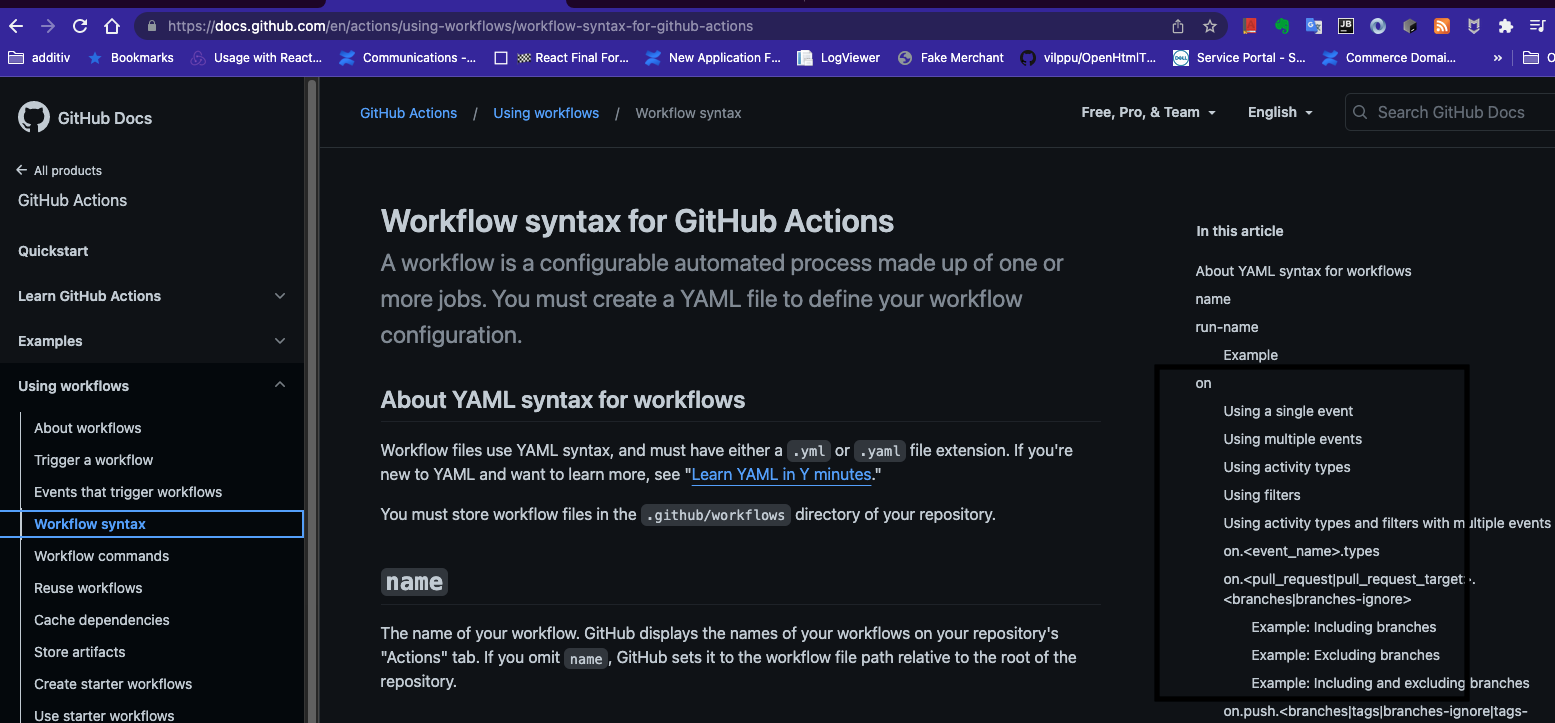 https://docs.github.com/en/actions/using-workflows/workflow-syntax-for-github-actions
additiv
Bookmarks
Usage with React...
Communications -...
React Final For...
New Application F...
LogViewer
Fake Merchant
vilppu/OpenHtmlT...
Service Portal - S...
Commerce Domai...
»
GitHub Docs
← All products
GitHub Actions
Quickstart
Learn GitHub Actions
Examples
Using workflows
About workflows
Trigger a workflow
Events that trigger workflows
Workflow syntax
Workflow commands
Reuse workflows
Cache dependencies
Store artifacts
Create starter workflows
Use starter workflows
GitHub Actions / Using workflows / Workflow syntax
Free, Pro, & Team
English
Search GitHub Docs
Workflow syntax for GitHub Actions
A workflow is a configurable automated process made up of one or
more jobs. You must create a YAML file to define your workflow
configuration.
About YAML syntax for workflows
Workflow files use YAML syntax, and must have either a .yml or .yaml file extension. If you're
new to YAML and want to learn more, see "Learn YAML in Y minutes."
You must store workflow files in the .github/workflows directory of your repository.
name
The name of your workflow. GitHub displays the names of your workflows on your repository's
"Actions" tab. If you omit name, GitHub sets it to the workflow file path relative to the root of the
repository.
In this article
About YAML syntax for workflows
name
run-name
Example
on
Using a single event
Using multiple events
Using activity types
Using filters
Using activity types and filters with multiple events
on.<event_name>.types
on.<pull_request|pull_request_target>.
<branches|branches-ignore>
Example: Including branches
Example: Excluding branches
Example: Including and excluding branches
on.push.<branches|tags|branches-ignore|tags-